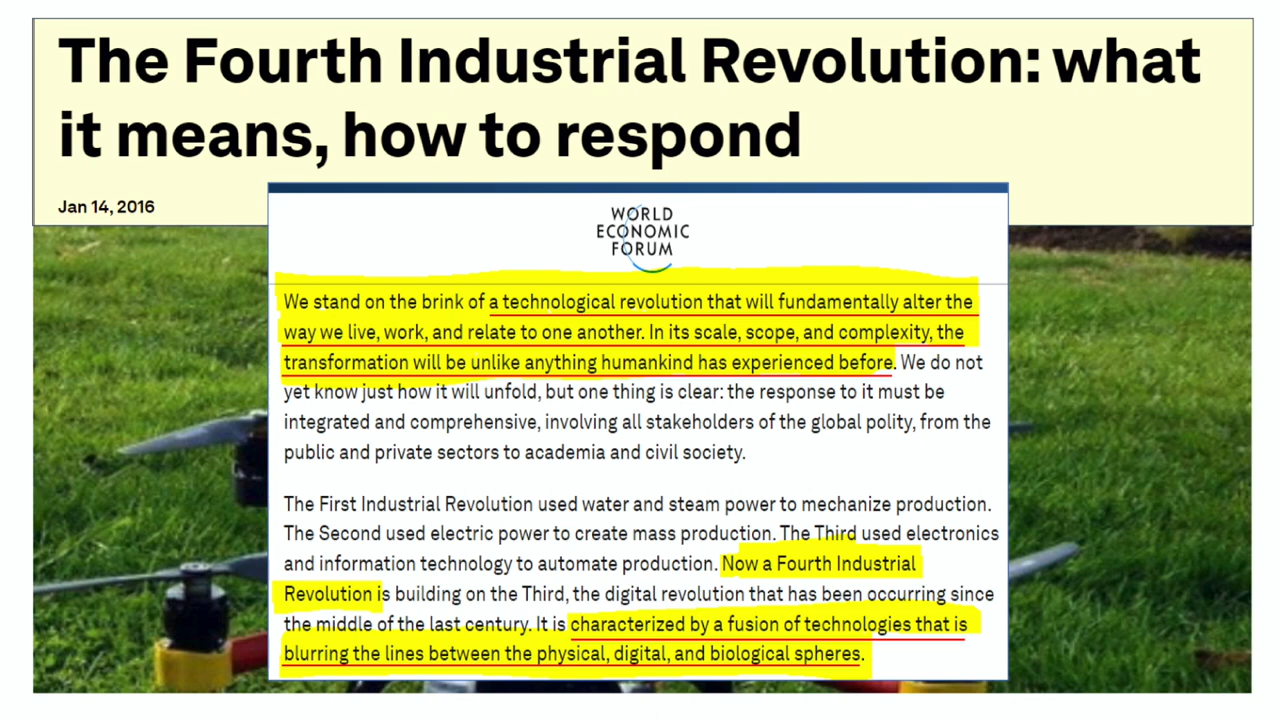 The Fourth Industrial Revolution: what
it means, how to respond
Jan 14, 2016
WORLD
ECONOMIC
FORUM
We stand on the brink of a technological revolution that will fundamentally alter the
way we live, work, and relate to one another. In its scale, scope, and complexity, the
transformation will be unlike anything humankind has experienced before. We do not
yet know just how it will unfold, but one thing is clear: the response to it must be
integrated and comprehensive, involving all stakeholders of the global polity, from the
public and private sectors to academia and civil society.
The First Industrial Revolution used water and steam power to mechanize production.
The Second used electric power to create mass production. The Third used electronics
and information technology to automate production. Now a Fourth Industrial
Revolution is building on the Third, the digital revolution that has been occurring since
the middle of the last century. It is characterized by a fusion of technologies that is
blurring the lines between the physical, digital, and biological spheres.